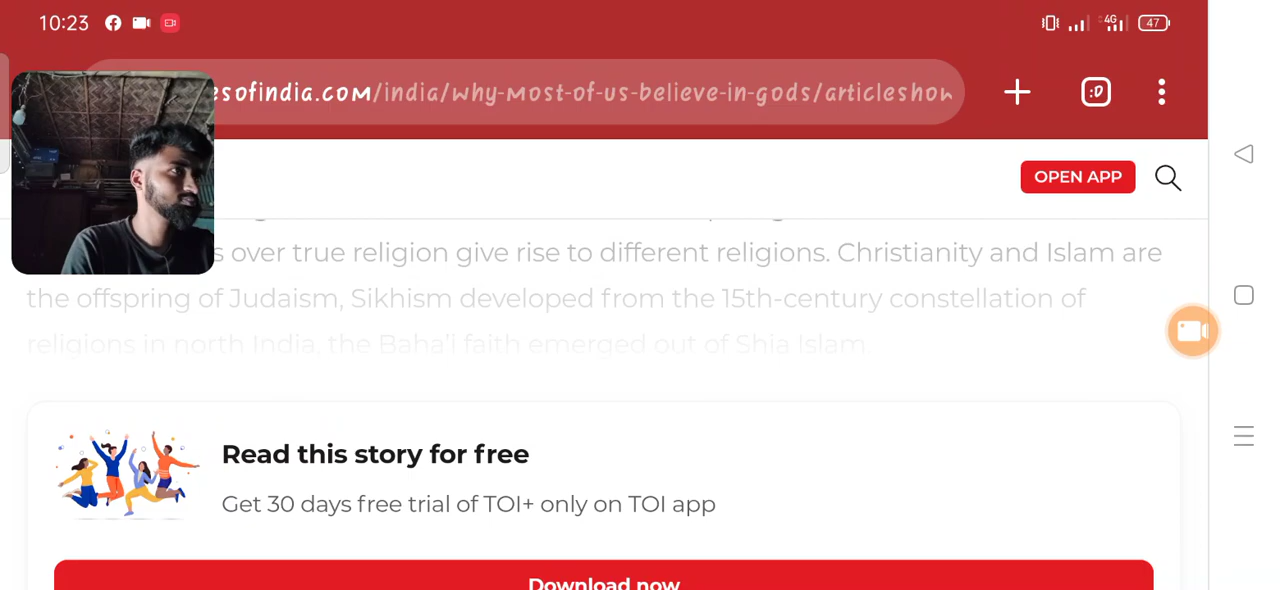 10:23
4G
47
esofindia.com/india/why-most-of-us-believe-in-gods/articleshow
:D
OPEN APP
s over true religion give rise to different religions. Christianity and Islam are
the offspring of Judaism, Sikhism developed from the 15th-century constellation of
religions in north India, the Baha'i faith emerged out of Shia Islam.
Read this story for free
Get 30 days free trial of TOI+ only on TOI app
Download now